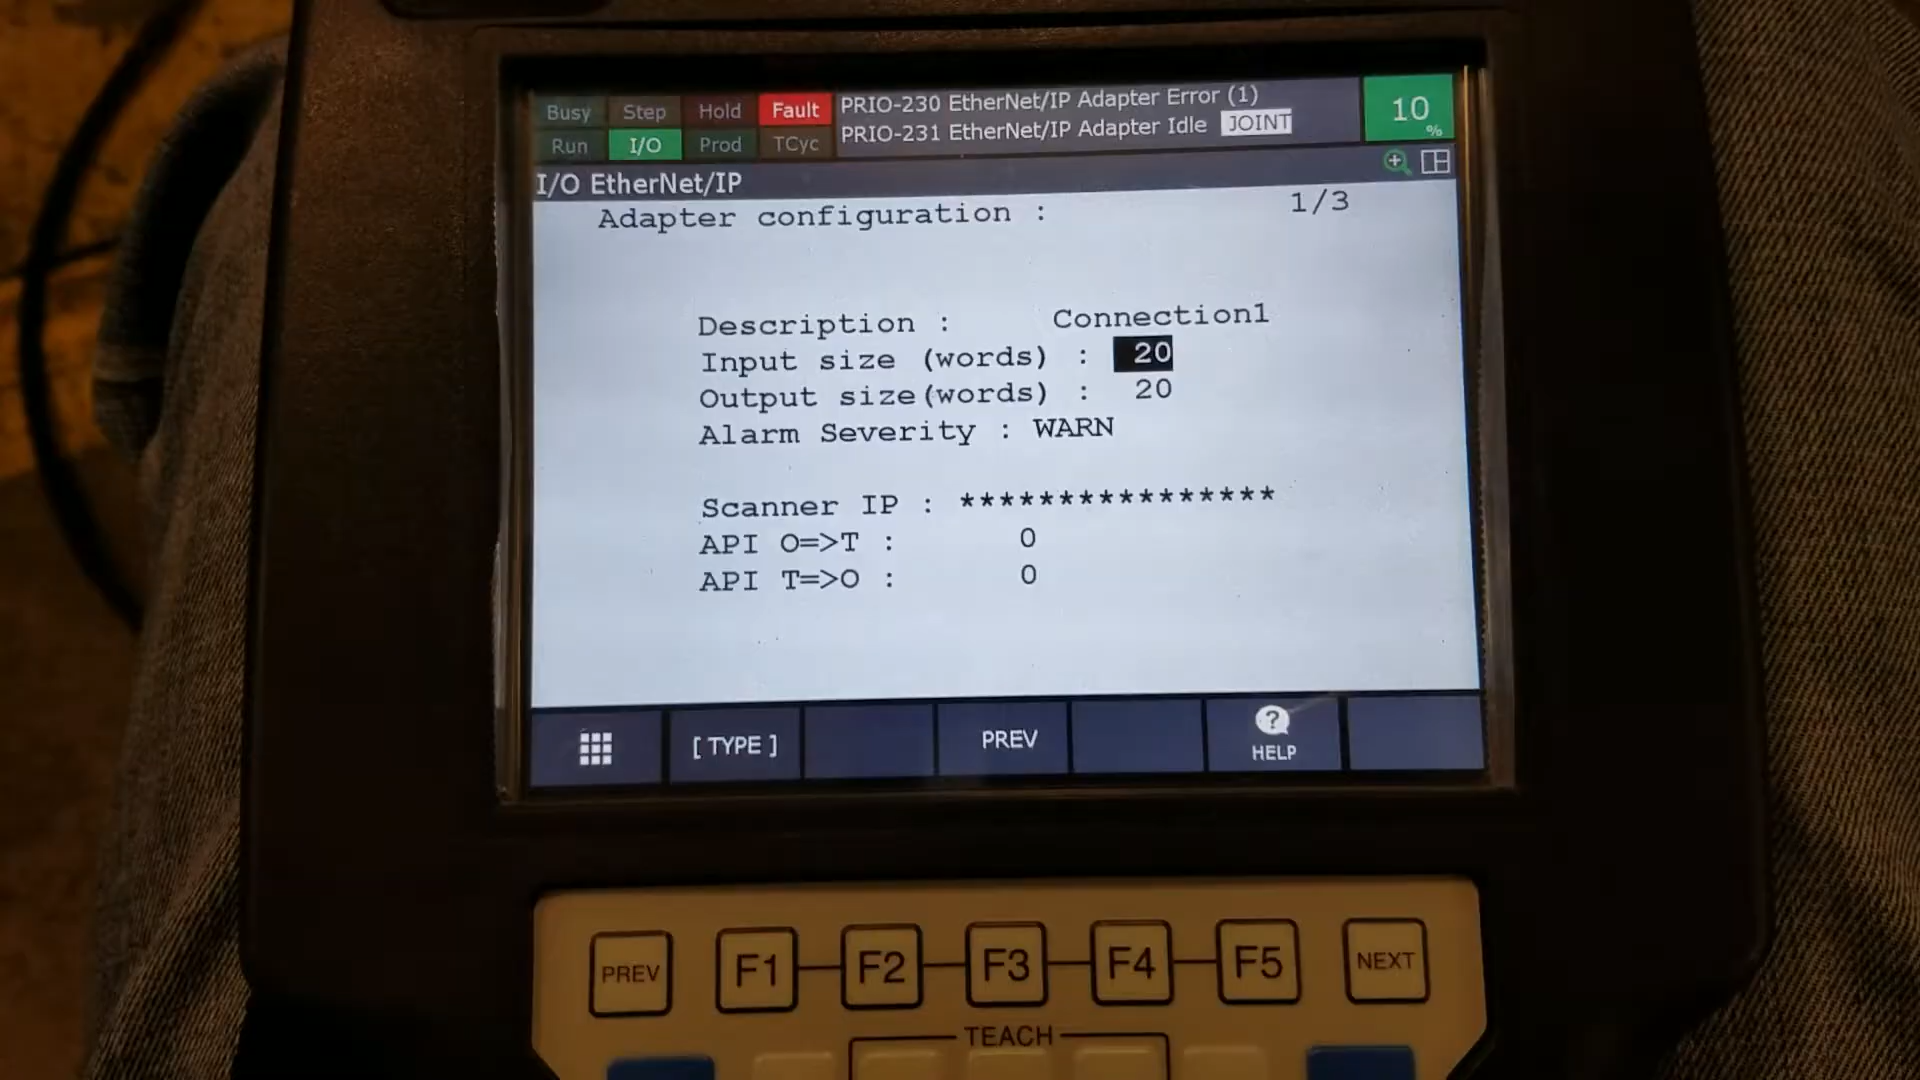 Busy Step Hold Fault PRIO-230 EtherNet/IP Adapter Error (1)
Run I/O Prod TCyc PRIO-231 EtherNet/IP Adapter Idle JOINT
10 %
I/O EtherNet/IP
Adapter configuration : 1/3
Description : Connection1
Input size (words) : 20
Output size(words) : 20
Alarm Severity : WARN
Scanner IP : ****************
API O=>T : 0
API T=>O : 0
[ TYPE ] PREV HELP
PREV F1 F2 F3 F4 F5 NEXT
TEACH